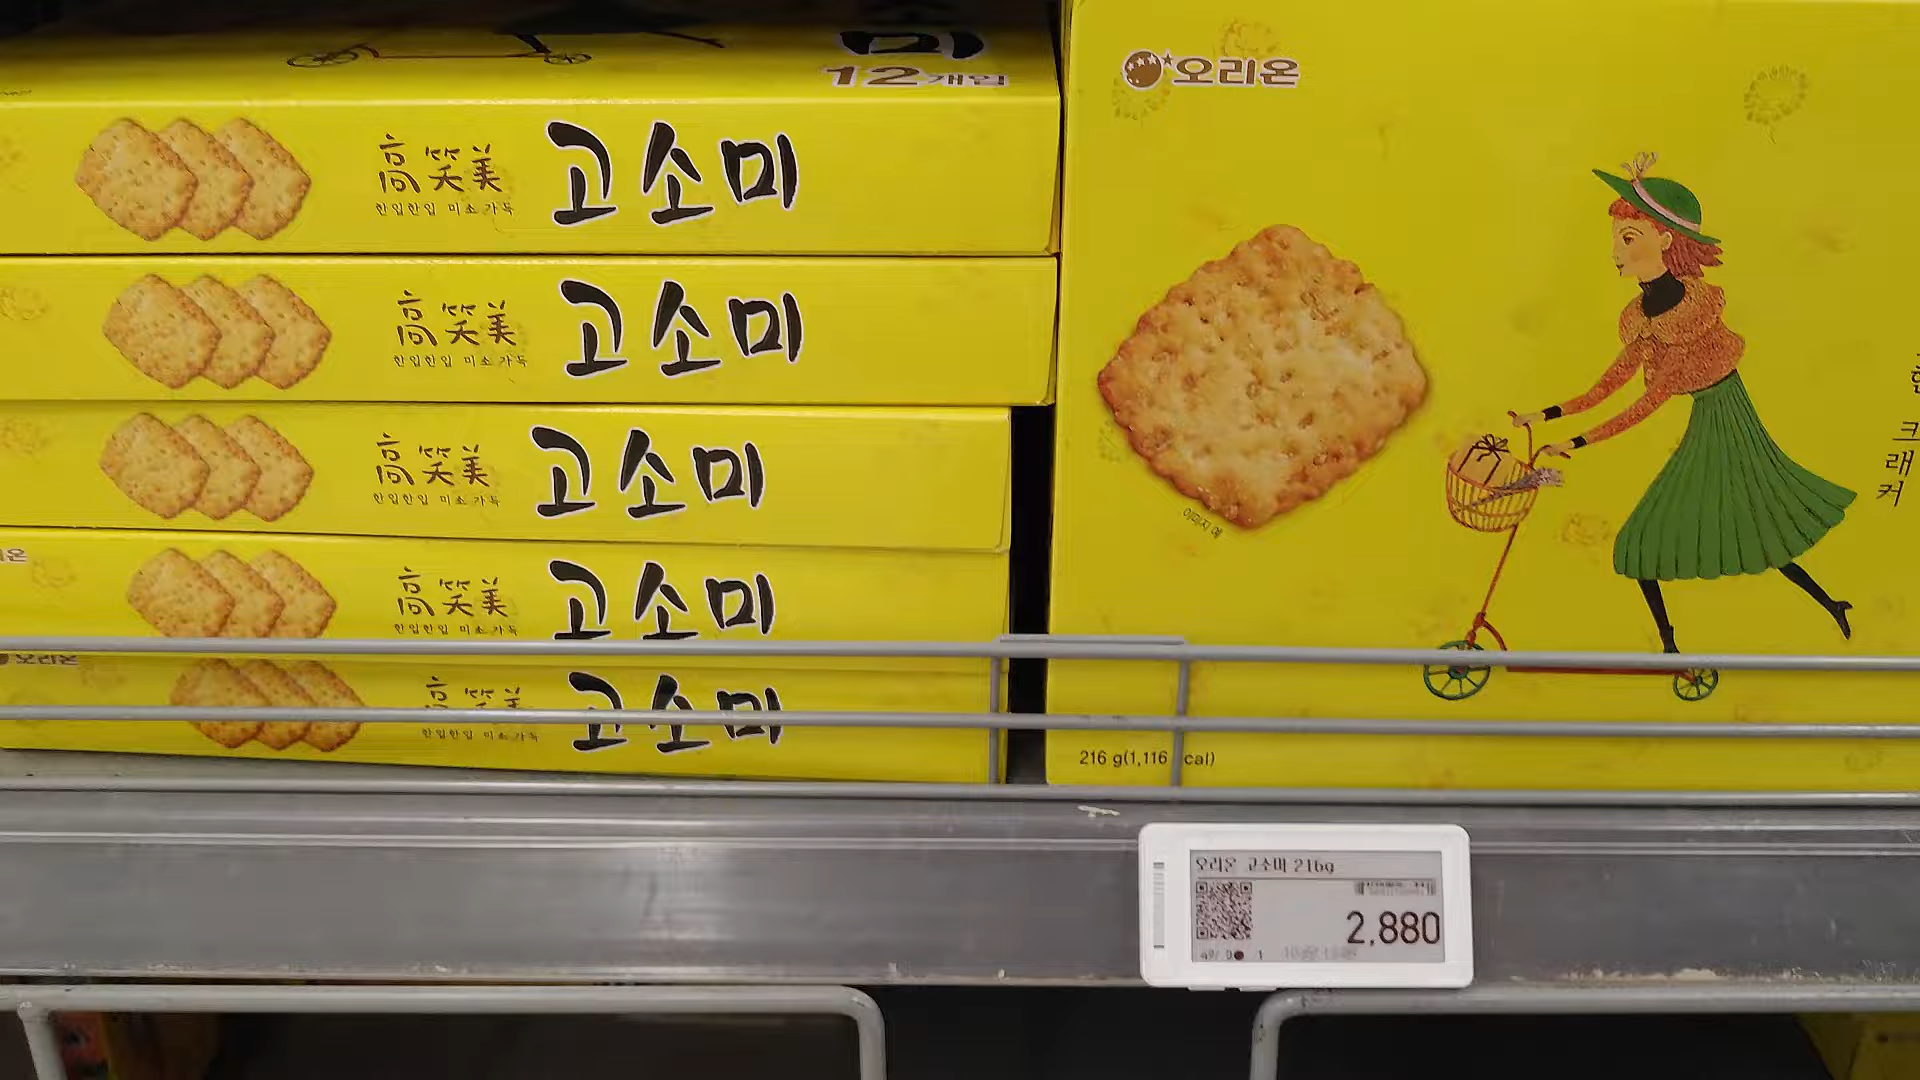 12개입
高笑美 고소미
한입한입 미소 가득
高笑美 고소미
한입한입 미소 가득
高笑美 고소미
한입한입 미소 가득
高笑美 고소미
한입한입 미소 가득
오리온
高笑美 고소미
한입한입 미소 가득
오리온
크래커
이미지 예
216 g(1,116 cal)
오리온 고소미 216g
2,880